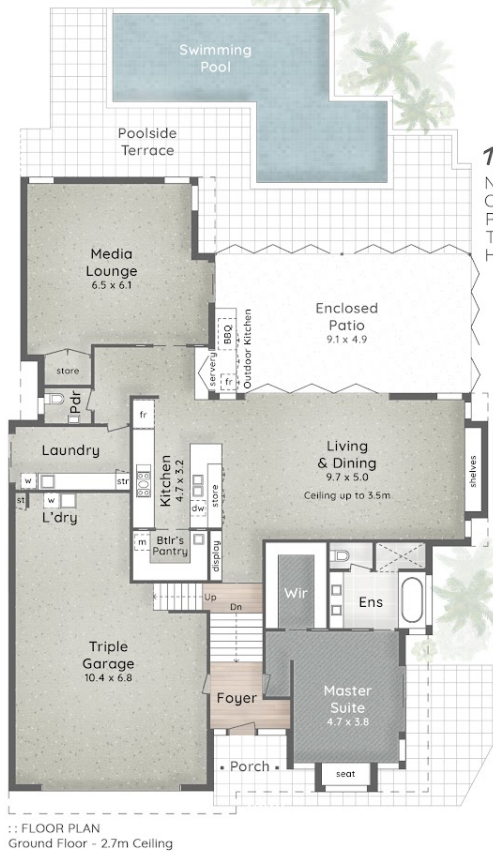 Swimming
Pool
Poolside
Terrace
Media
Lounge
6.5 x 6.1
Enclosed
Patio
9.1 x 4.9
BBQ
Outdoor Kitchen
servery
fr
store
Pdr
fr
Laundry
w
str
Kitchen
4.7 x 3.2
dw
store
Living
& Dining
9.7 x 5.0
Ceiling up to 3.5m
shelves
st
w
L'dry
m
Btlr's
Pantry
display
Wir
Ens
Up
Dn
Triple
Garage
10.4 x 6.8
Foyer
Master
Suite
4.7 x 3.8
Porch
seat
:: FLOOR PLAN
Ground Floor - 2.7m Ceiling